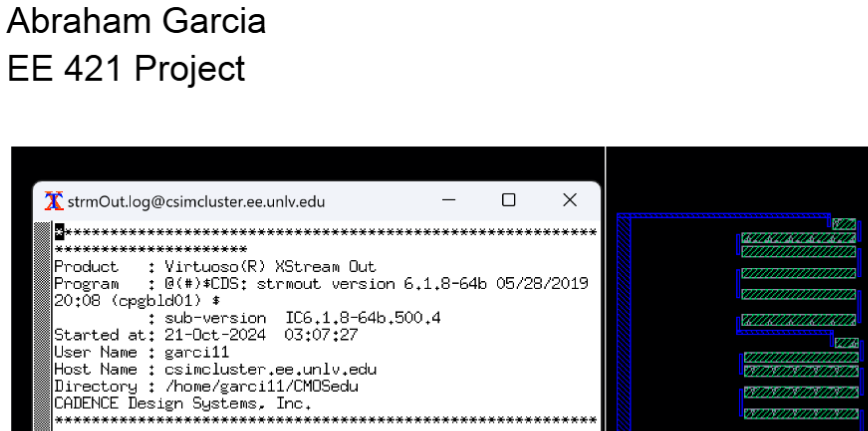 Abraham Garcia
EE 421 Project
strmOut.log@csimcluster.ee.unlv.edu
************************************************************
*********************
Product   : Virtuoso(R) XStream Out
Program   : @(#)$CDS: strmout version 6.1.8-64b 05/28/2019
20:08 (cpgbld01) $
          : sub-version  IC6.1.8-64b.500.4
Started at: 21-Oct-2024  03:07:27
User Name : garci11
Host Name : csimcluster.ee.unlv.edu
Directory : /home/garci11/CMOSedu
CADENCE Design Systems, Inc.
************************************************************